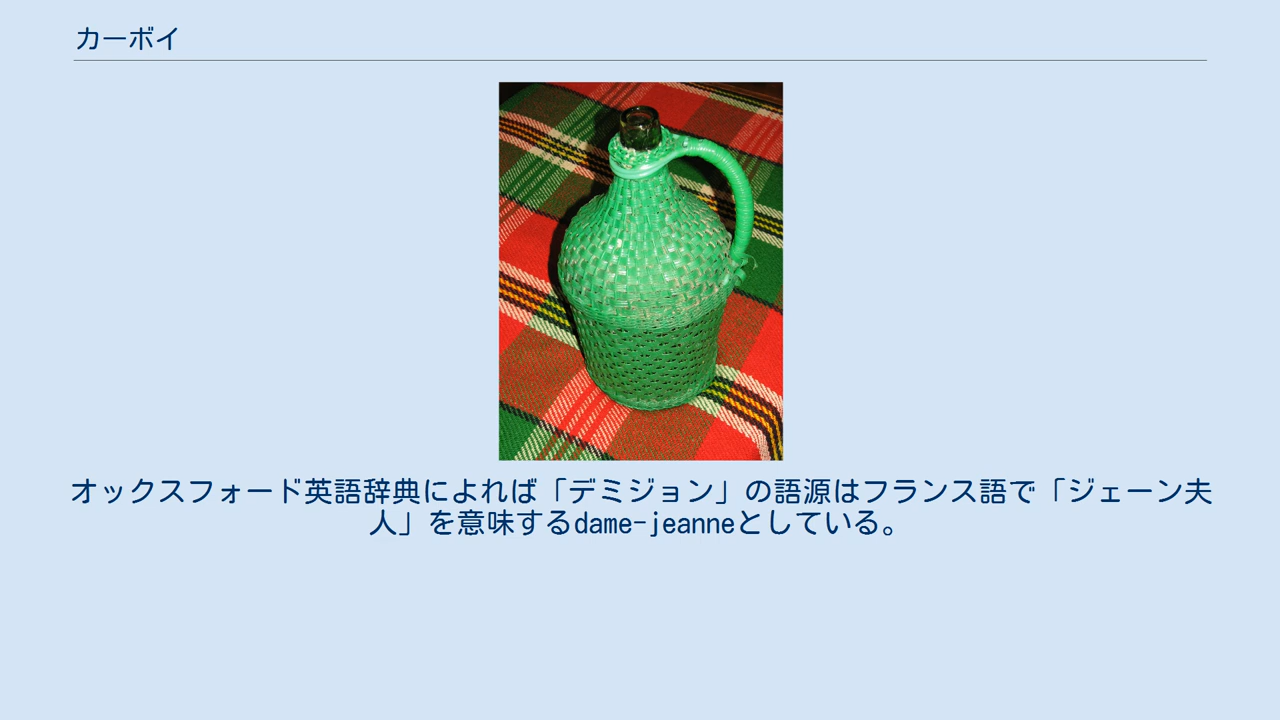 カーボイ
オックスフォード英語辞典によれば「デミジョン」の語源はフランス語で「ジェーン夫
人」を意味するdame-jeanneとしている。